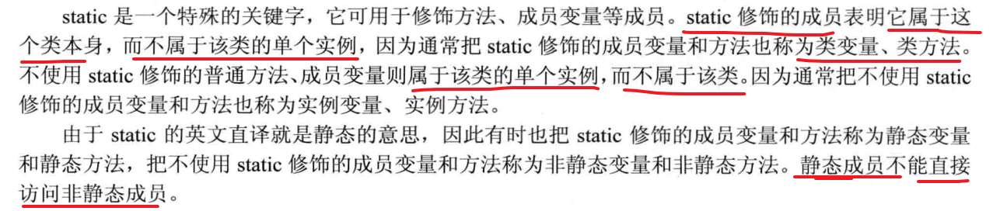 static 是一个特殊的关键字，它可用于修饰方法、成员变量等成员。static 修饰的成员表明它属于这
个类本身，而不属于该类的单个实例，因为通常把 static 修饰的成员变量和方法也称为类变量、类方法。
不使用 static 修饰的普通方法、成员变量则属于该类的单个实例，而不属于该类。因为通常把不使用 static
修饰的成员变量和方法也称为实例变量、实例方法。
由于 static 的英文直译就是静态的意思，因此有时也把 static 修饰的成员变量和方法称为静态变量
和静态方法，把不使用 static 修饰的成员变量和方法称为非静态变量和非静态方法。静态成员不能直接
访问非静态成员。